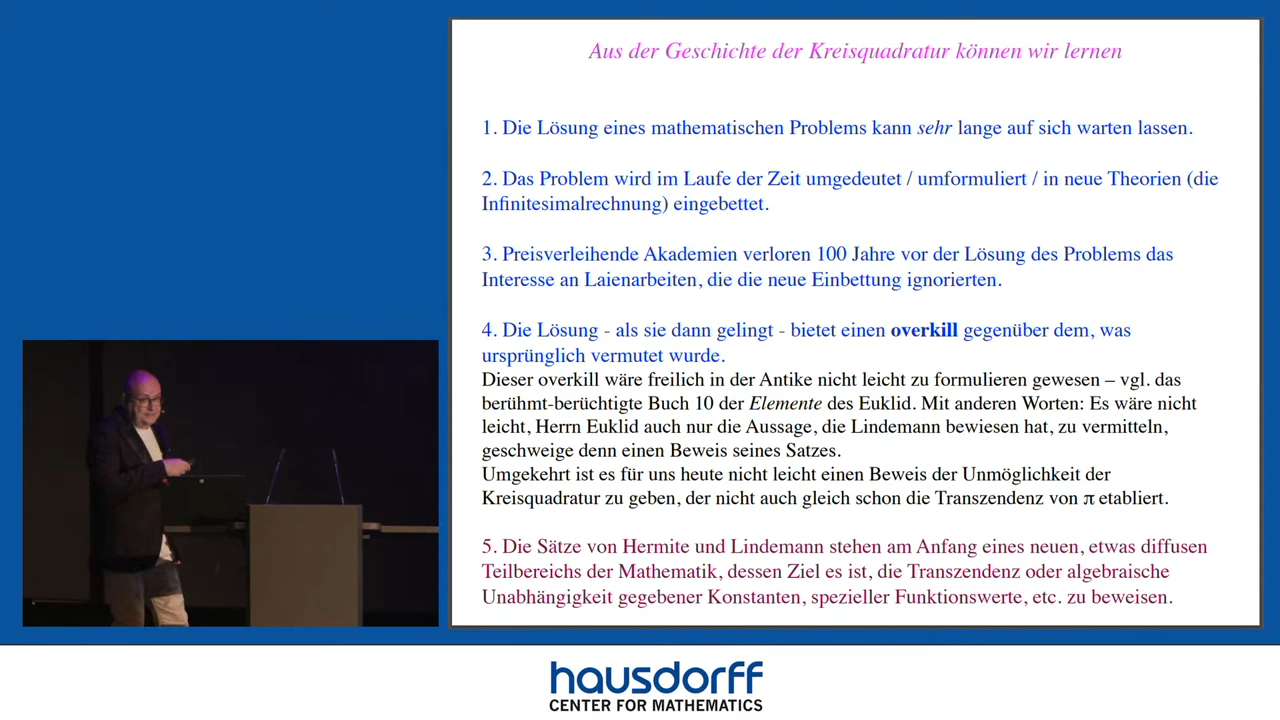 Aus der Geschichte der Kreisquadratur können wir lernen
1. Die Lösung eines mathematischen Problems kann sehr lange auf sich warten lassen.
2. Das Problem wird im Laufe der Zeit umgedeutet / umformuliert / in neue Theorien (die
Infinitesimalrechnung) eingebettet.
3. Preisverleihende Akademien verloren 100 Jahre vor der Lösung des Problems das
Interesse an Laienarbeiten, die die neue Einbettung ignorierten.
4. Die Lösung - als sie dann gelingt - bietet einen overkill gegenüber dem, was
ursprünglich vermutet wurde.
Dieser overkill wäre freilich in der Antike nicht leicht zu formulieren gewesen – vgl. das
berühmt-berüchtigte Buch 10 der Elemente des Euklid. Mit anderen Worten: Es wäre nicht
leicht, Herrn Euklid auch nur die Aussage, die Lindemann bewiesen hat, zu vermitteln,
geschweige denn einen Beweis seines Satzes.
Umgekehrt ist es für uns heute nicht leicht einen Beweis der Unmöglichkeit der
Kreisquadratur zu geben, der nicht auch gleich schon die Transzendenz von π etabliert.
5. Die Sätze von Hermite und Lindemann stehen am Anfang eines neuen, etwas diffusen
Teilbereichs der Mathematik, dessen Ziel es ist, die Transzendenz oder algebraische
Unabhängigkeit gegebener Konstanten, spezieller Funktionswerte, etc. zu beweisen.
hausdorff
CENTER FOR MATHEMATICS